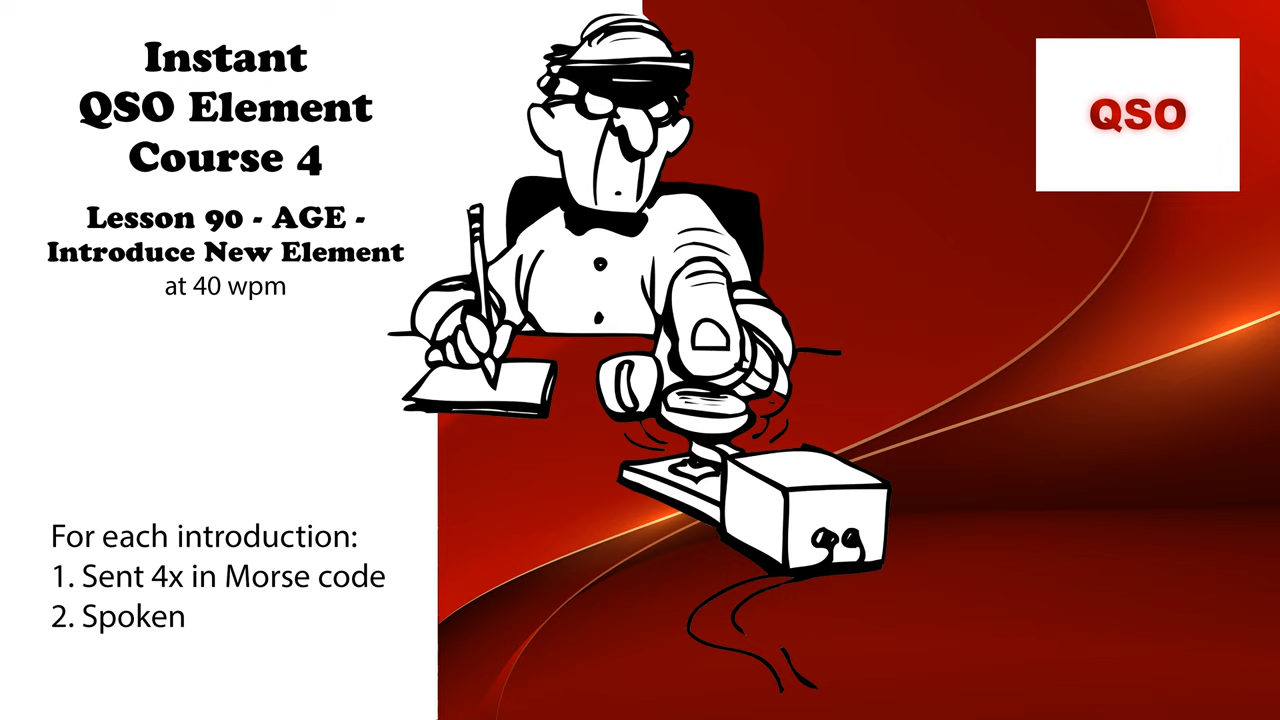 Instant
QSO Element
Course 4
Lesson 90 - AGE -
Introduce New Element
at 40 wpm
QSO
For each introduction:
1. Sent 4x in Morse code
2. Spoken